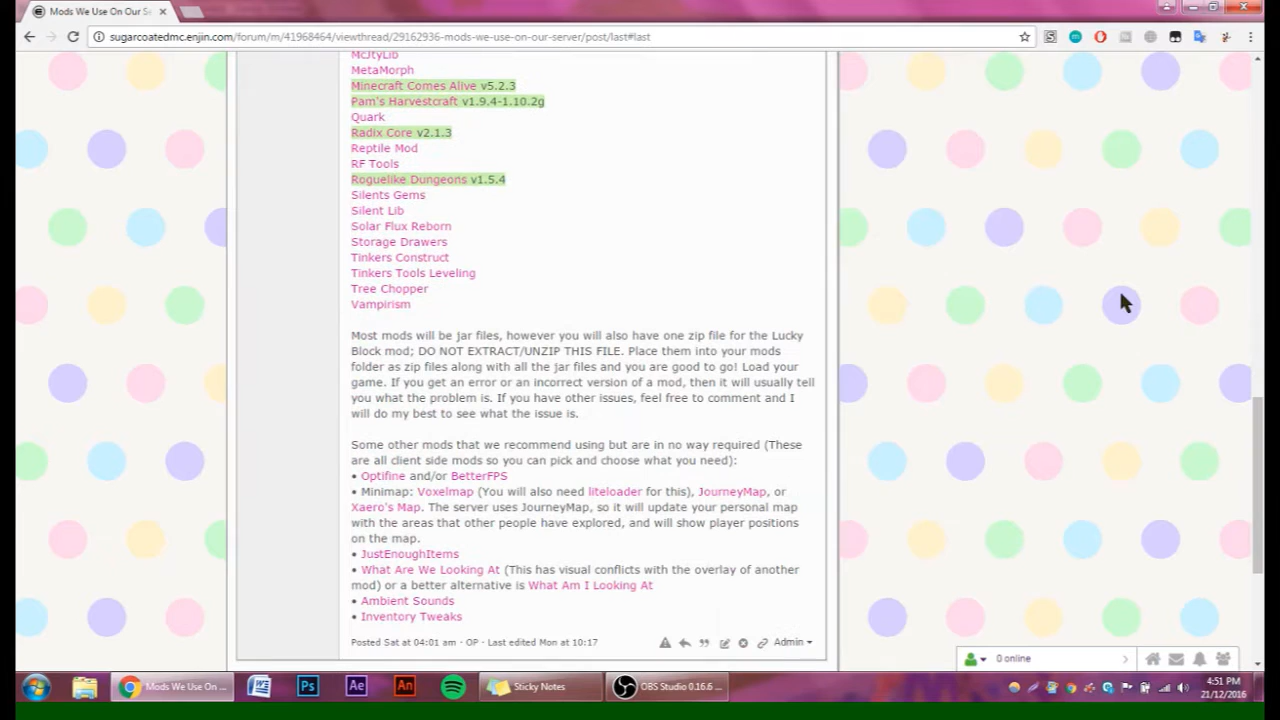 Mods We Use On Our Se
sugarcoatedmc.enjin.com/forum/m/41968464/viewthread/29162936-mods-we-use-on-our-server/post/last#last
McJtyLib
MetaMorph
Minecraft Comes Alive v5.2.3
Pam's Harvestcraft v1.9.4-1.10.2g
Quark
Radix Core v2.1.3
Reptile Mod
RF Tools
Roguelike Dungeons v1.5.4
Silents Gems
Silent Lib
Solar Flux Reborn
Storage Drawers
Tinkers Construct
Tinkers Tools Leveling
Tree Chopper
Vampirism
Most mods will be jar files, however you will also have one zip file for the Lucky
Block mod; DO NOT EXTRACT/UNZIP THIS FILE. Place them into your mods
folder as zip files along with all the jar files and you are good to go! Load your
game. If you get an error or an incorrect version of a mod, then it will usually tell
you what the problem is. If you have other issues, feel free to comment and I
will do my best to see what the issue is.
Some other mods that we recommend using but are in no way required (These
are all client side mods so you can pick and choose what you need):
• Optifine and/or BetterFPS
• Minimap: Voxelmap (You will also need liteloader for this), JourneyMap, or
Xaero's Map. The server uses JourneyMap, so it will update your personal map
with the areas that other people have explored, and will show player positions
on the map.
• JustEnoughItems
• What Are We Looking At (This has visual conflicts with the overlay of another
mod) or a better alternative is What Am I Looking At
• Ambient Sounds
• Inventory Tweaks
Posted Sat at 04:01 am - OP - Last edited Mon at 10:17
Admin
0 online
Mods We Use On ...
W
Ps
Ae
An
Sticky Notes
OBS Studio 0.16.6 ...
4:51 PM
21/12/2016